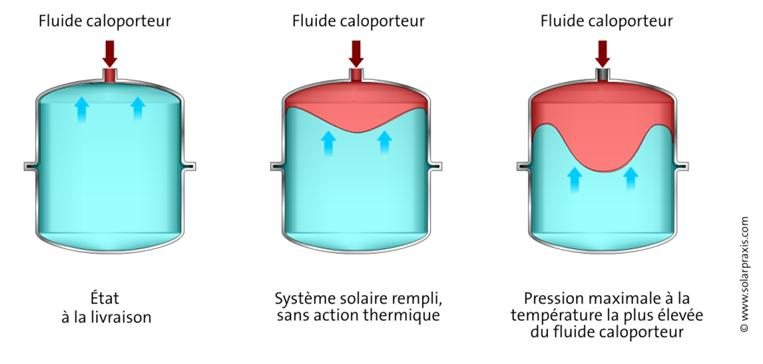 Fluide caloporteur
Fluide caloporteur
Fluide caloporteur
État
à la livraison
Système solaire rempli,
sans action thermique
Pression maximale à la
température la plus élevée
du fluide caloporteur
© www.solarpraxis.com